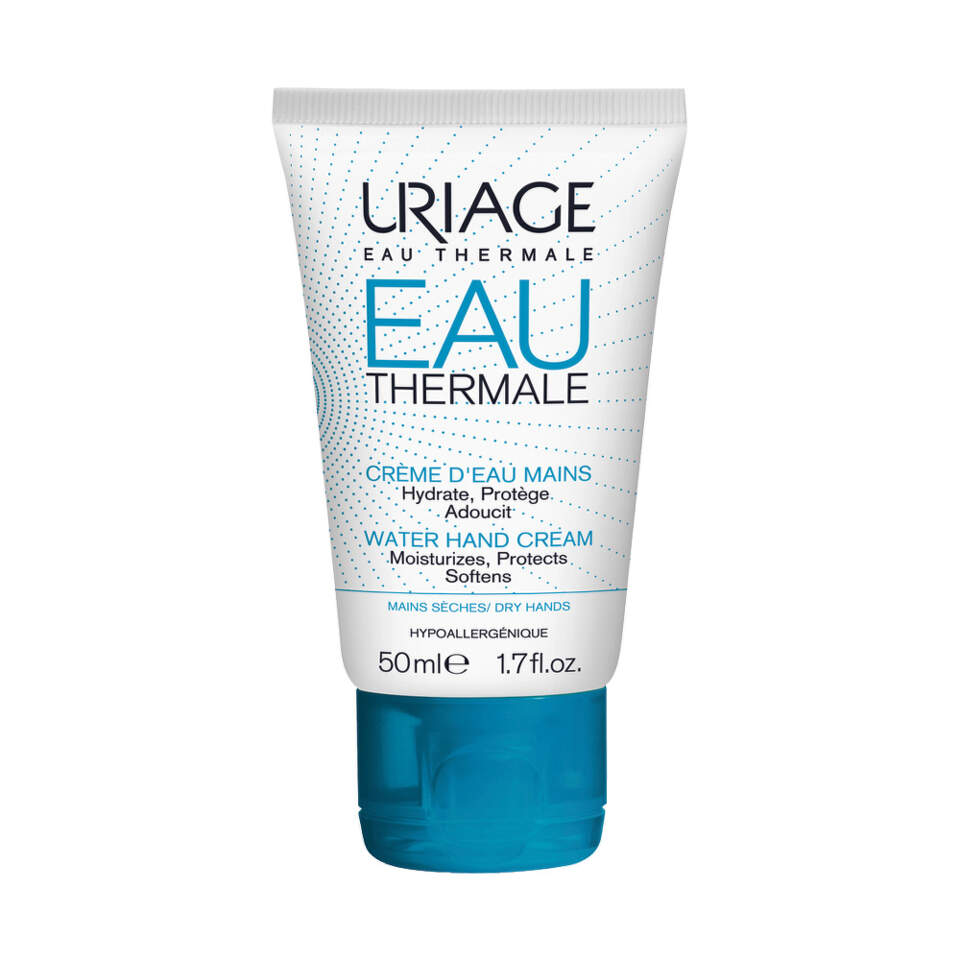 URIAGE
EAU THERMALE
EAU
THERMALE
CRÈME D'EAU MAINS
Hydrate, Protège
Adoucit
WATER HAND CREAM
Moisturizes, Protects
Softens
MAINS SÈCHES/ DRY HANDS
HYPOALLERGÉNIQUE
50ml℮ 1.7fl.oz.